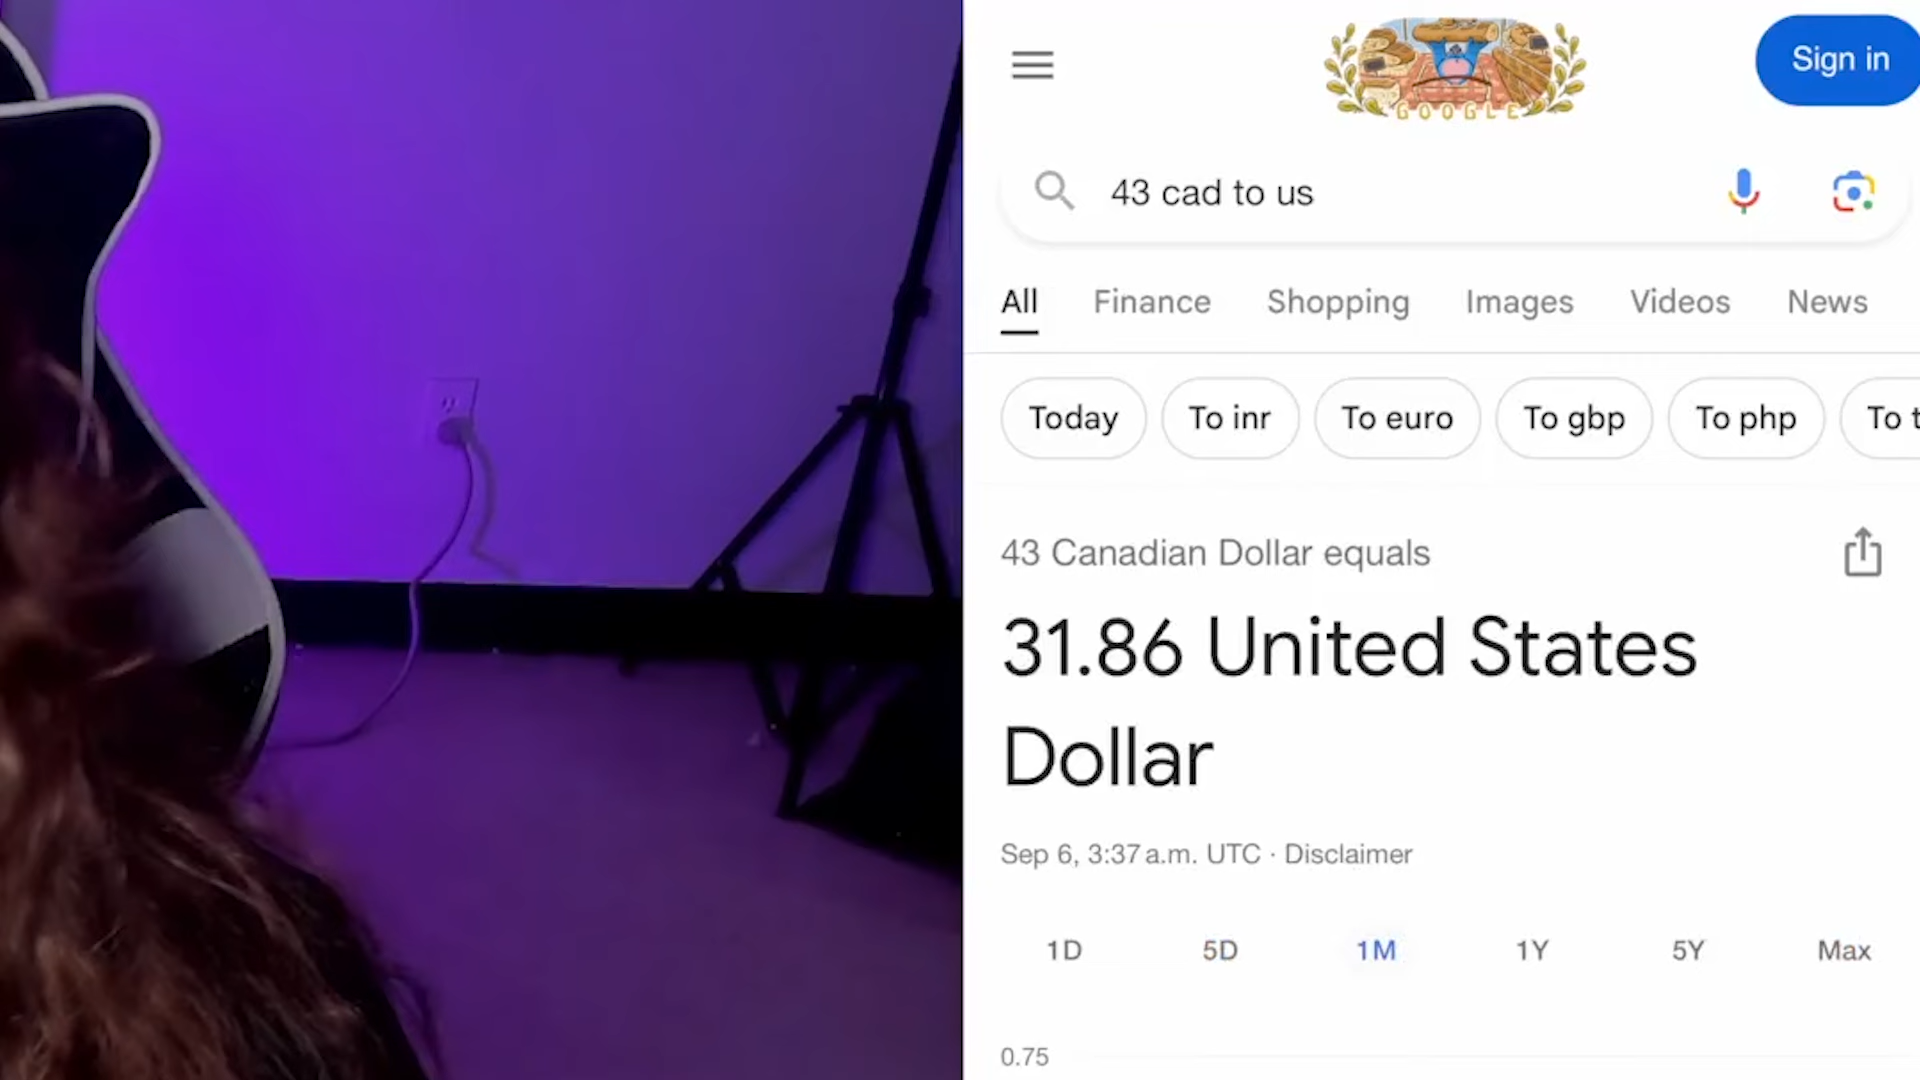 GOOGLE
Sign in
43 cad to us
All Finance Shopping Images Videos News
Today To inr To euro To gbp To php To t
43 Canadian Dollar equals
31.86 United States
Dollar
Sep 6, 3:37 a.m. UTC · Disclaimer
1D 5D 1M 1Y 5Y Max
0.75